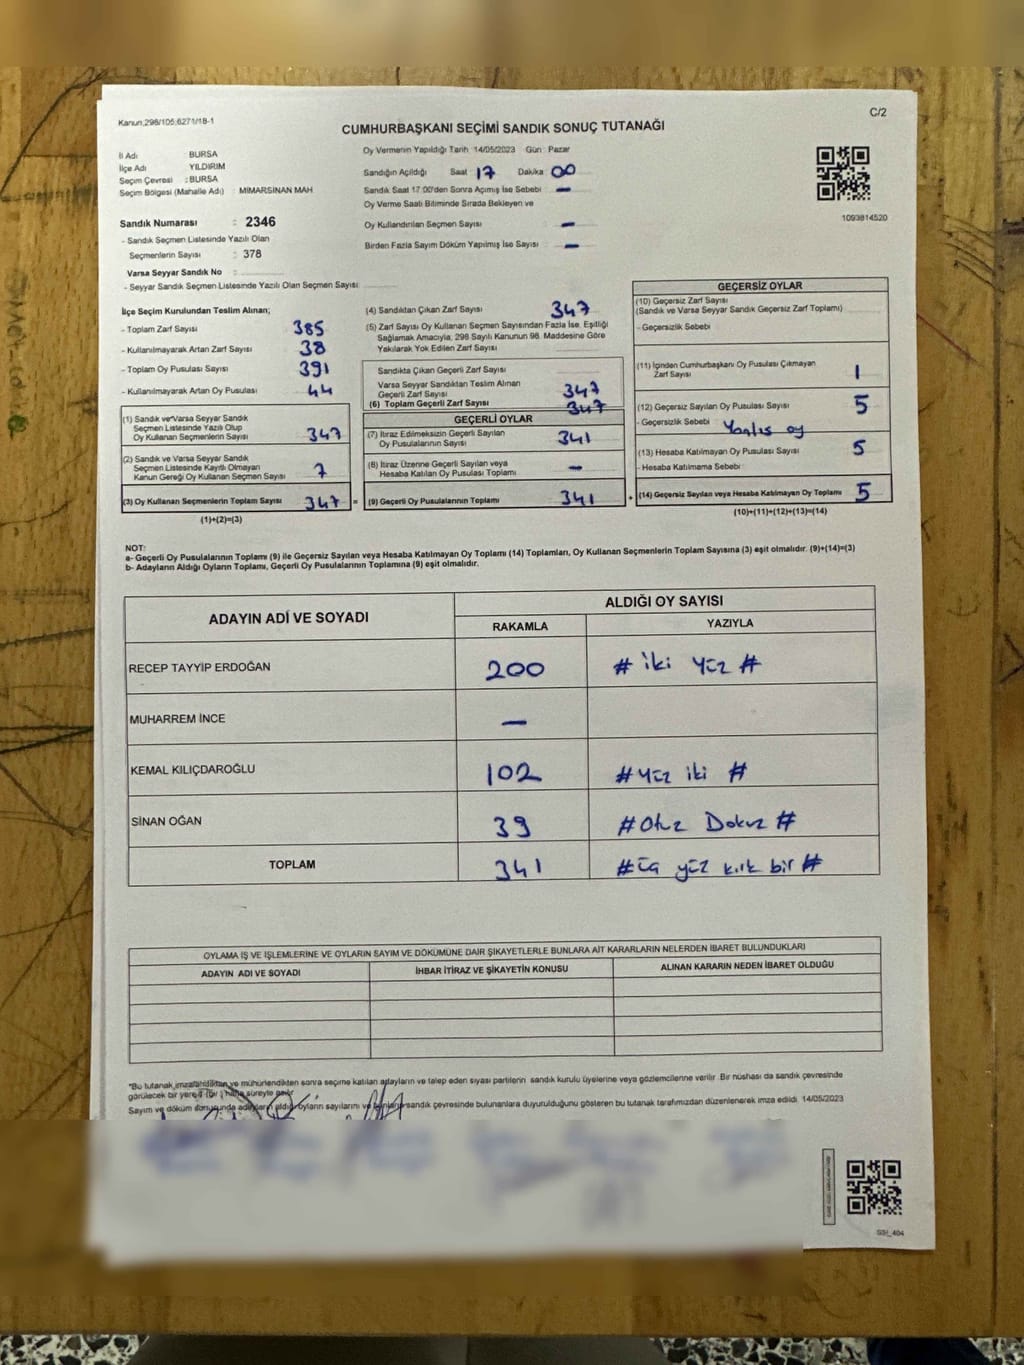 Kanun;298/105;6271/18-1
C/2
CUMHURBAŞKANI SEÇİMİ SANDIK SONUÇ TUTANAĞI
İl Adı BURSA
İlçe Adı YILDIRIM
Seçim Çevresi : BURSA
Seçim Bölgesi (Mahalle Adı) : MİMARSİNAN MAH
Sandık Numarası : 2346
- Sandık Seçmen Listesinde Yazılı Olan
Seçmenlerin Sayısı : 378
Varsa Seyyar Sandık No :
- Seyyar Sandık Seçmen Listesinde Yazılı Olan Seçmen Sayısı:
Oy Vermenin Yapıldığı Tarih 14/05/2023 Gün : Pazar
Sandığın Açıldığı Saat 17 Dakika 00
Sandık Saat 17:00'den Sonra Açımış İse Sebebi –
Oy Verme Saati Bitiminde Sırada Bekleyen ve
Oy Kullandırılan Seçmen Sayısı –
Birden Fazla Sayım Döküm Yapılmış İse Sayısı –
1093814520
İlçe Seçim Kurulundan Teslim Alınan;
- Toplam Zarf Sayısı 385
- Kullanılmayarak Artan Zarf Sayısı 38
- Toplam Oy Pusulası Sayısı 391
- Kullanılmayarak Artan Oy Pusulası 44
(1) Sandık ve Varsa Seyyar Sandık
Seçmen Listesinde Yazılı Olup
Oy Kullanan Seçmenlerin Sayısı 347
(2) Sandık ve Varsa Seyyar Sandık
Seçmen Listesinde Kayıtlı Olmayan
Kanun Gereği Oy Kullanan Seçmen Sayısı 7
(3) Oy Kullanan Seçmenlerin Toplam Sayısı 347 =
(1)+(2)=(3)
(4) Sandıktan Çıkan Zarf Sayısı 347
(5) Zarf Sayısı Oy Kullanan Seçmen Sayısından Fazla İse, Eşitliği
Sağlamak Amacıyla, 298 Sayılı Kanunun 98. Maddesine Göre
Yakılarak Yok Edilen Zarf Sayısı
Sandıkta Çıkan Geçerli Zarf Sayısı
Varsa Seyyar Sandıktan Teslim Alınan
Geçerli Zarf Sayısı 347
(6) Toplam Geçerli Zarf Sayısı 347
GEÇERLİ OYLAR
(7) İtiraz Edilmeksizin Geçerli Sayılan
Oy Pusulalarının Sayısı 341
(8) İtiraz Üzerine Geçerli Sayılan veya
Hesaba Katılan Oy Pusulası Toplamı –
(9) Geçerli Oy Pusulalarının Toplamı 341 +
GEÇERSİZ OYLAR
(10) Geçersiz Zarf Sayısı
(Sandık ve Varsa Seyyar Sandık Geçersiz Zarf Toplamı)
- Geçersizlik Sebebi
(11) İçinden Cumhurbaşkanı Oy Pusulası Çıkmayan
Zarf Sayısı 1
(12) Geçersiz Sayılan Oy Pusulası Sayısı 5
- Geçersizlik Sebebi Yanlış oy
(13) Hesaba Katılmayan Oy Pusulası Sayısı 5
- Hesaba Katılmama Sebebi
(14) Geçersiz Sayılan veya Hesaba Katılmayan Oy Toplamı 5
(10)+(11)+(12)+(13)=(14)
NOT:
a- Geçerli Oy Pusulalarının Toplamı (9) ile Geçersiz Sayılan veya Hesaba Katılmayan Oy Toplamı (14) Toplamları, Oy Kullanan Seçmenlerin Toplam Sayısına (3) eşit olmalıdır. (9)+(14)=(3)
b- Adayların Aldığı Oyların Toplamı, Geçerli Oy Pusulalarının Toplamına (9) eşit olmalıdır.
ADAYIN ADI VE SOYADI ALDIĞI OY SAYISI
RAKAMLA YAZIYLA
RECEP TAYYİP ERDOĞAN 200 # iki yüz #
MUHARREM İNCE –
KEMAL KILIÇDAROĞLU 102 # yüz iki #
SİNAN OĞAN 39 # Otuz Dokuz #
TOPLAM 341 # üç yüz kırk bir #
OYLAMA İŞ VE İŞLEMLERİNE VE OYLARIN SAYIM VE DÖKÜMÜNE DAİR ŞİKAYETLERLE BUNLARA AİT KARARLARIN NELERDEN İBARET BULUNDUKLARI
ADAYIN ADI VE SOYADI İHBAR İTİRAZ VE ŞİKAYETİN KONUSU ALINAN KARARIN NEDEN İBARET OLDUĞU
"Bu tutanak imzalandıktan ve mühürlendikten sonra seçime katılan adayların ve talep eden siyasi partilerin sandık kurulu üyelerine veya gözlemcilerine verilir. Bir nüshası da sandık çevresinde
görülecek bir yere 1 (bir) hafta süreyle asılır
Sayım ve döküm sonucunda adayların aldığı oyların sayılarını ve sandık çevresinde bulunanlara duyurulduğunu gösteren bu tutanak tarafımızdan düzenlenerek imza edildi. 14/05/2023
SSI_404